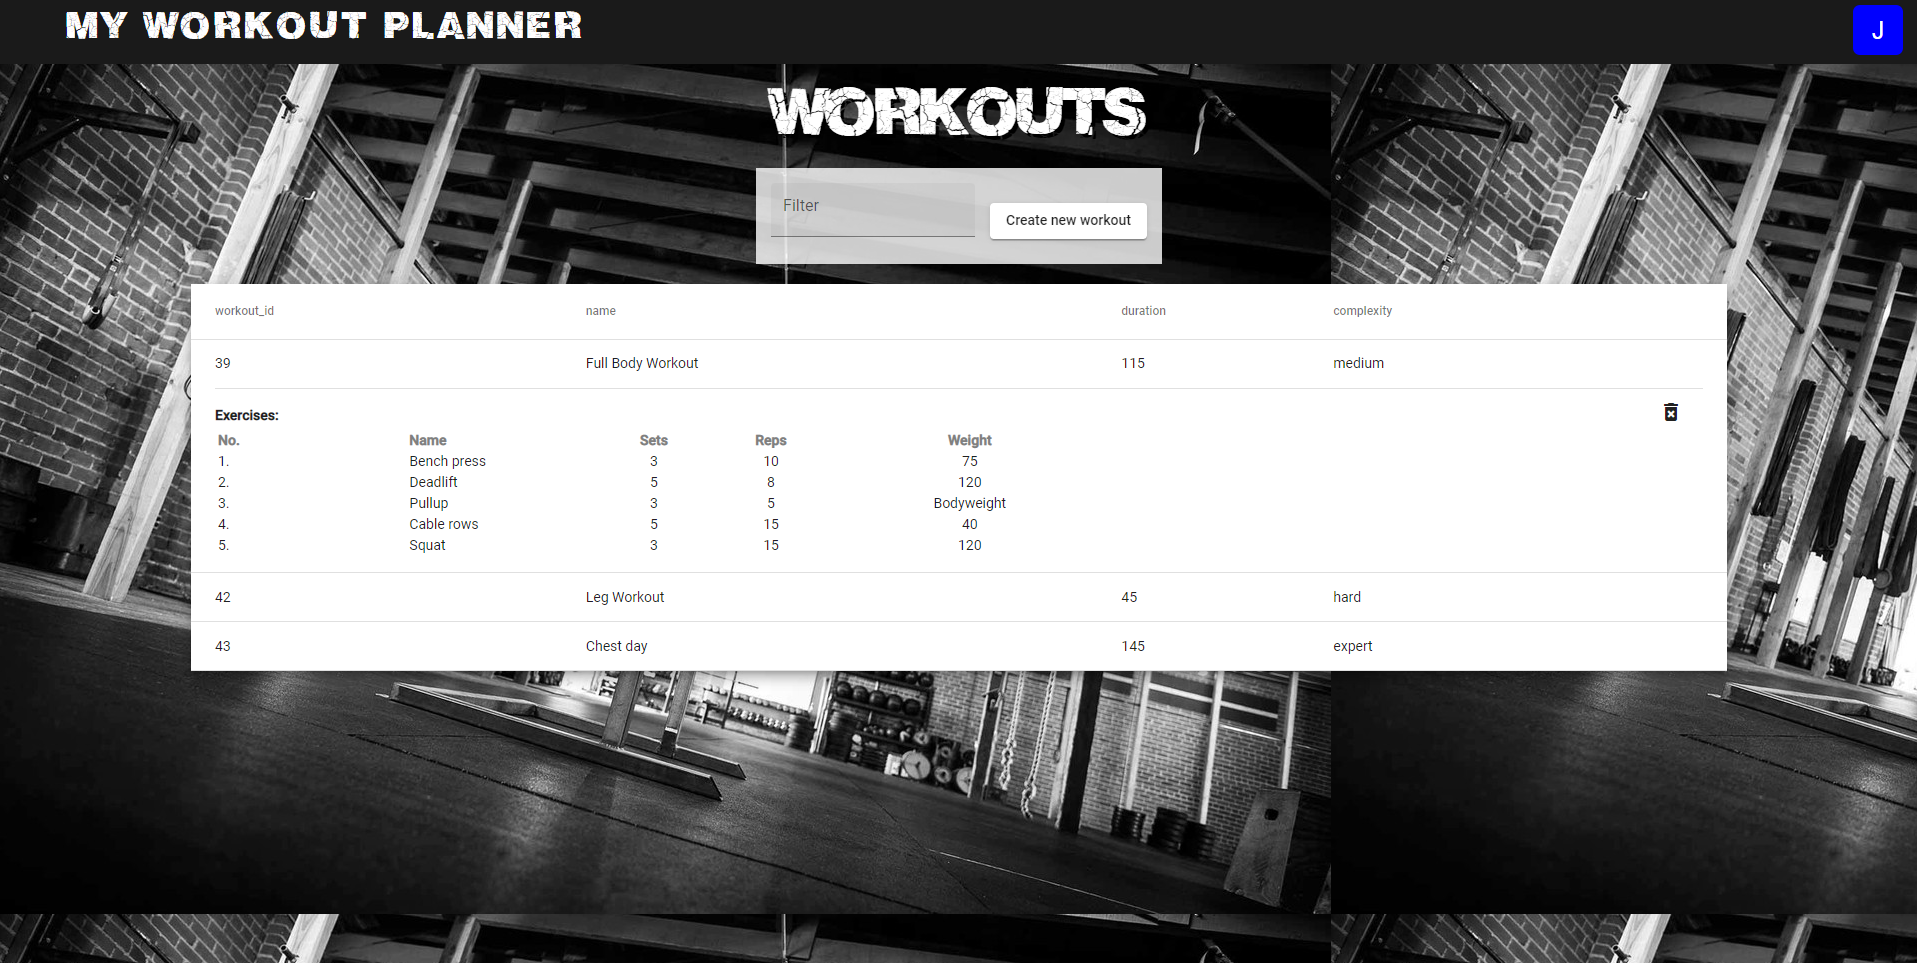 MY WORKOUT PLANNER
J
WORKOUTS
Filter
Create new workout
workout_id name duration complexity
39 Full Body Workout 115 medium
Exercises:
No. Name Sets Reps Weight
1. Bench press 3 10 75
2. Deadlift 5 8 120
3. Pullup 3 5 Bodyweight
4. Cable rows 5 15 40
5. Squat 3 15 120
42 Leg Workout 45 hard
43 Chest day 145 expert